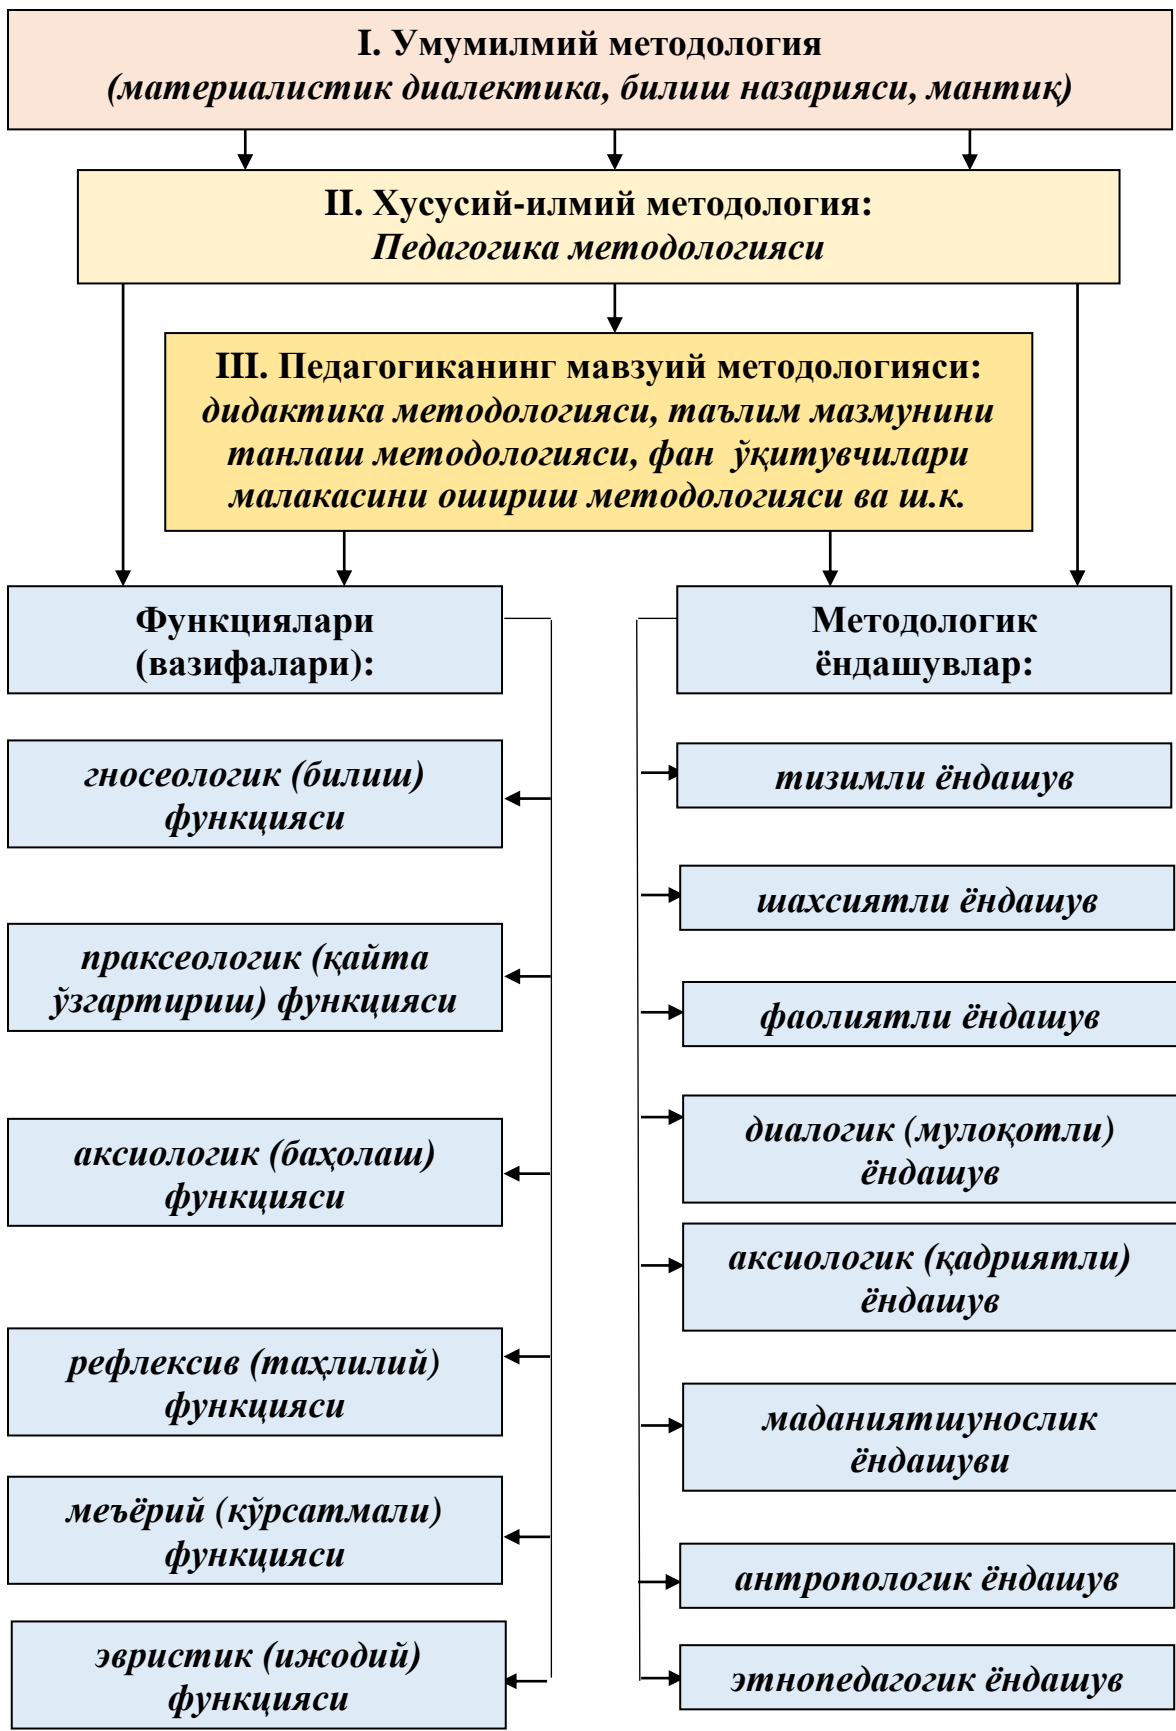 I. Умумилмий методология
(материалистик диалектика, билиш назарияси, мантиқ)
II. Хусусий-илмий методология:
Педагогика методологияси
III. Педагогиканинг мавзуий методологияси:
дидактика методологияси, таълим мазмунини
танлаш методологияси, фан ўқитувчилари
малакасини ошириш методологияси ва ш.к.
Функциялари
(вазифалари):
гносеологик (билиш)
функцияси
праксеологик (қайта
ўзгартириш) функцияси
аксиологик (баҳолаш)
функцияси
рефлексив (таҳлилий)
функцияси
меъёрий (кўрсатмали)
функцияси
эвристик (ижодий)
функцияси
Методологик
ёндашувлар:
тизимли ёндашув
шахсиятли ёндашув
фаолиятли ёндашув
диалогик (мулоқотли)
ёндашув
аксиологик (қадриятли)
ёндашув
маданиятшунослик
ёндашуви
антропологик ёндашув
этнопедагогик ёндашув